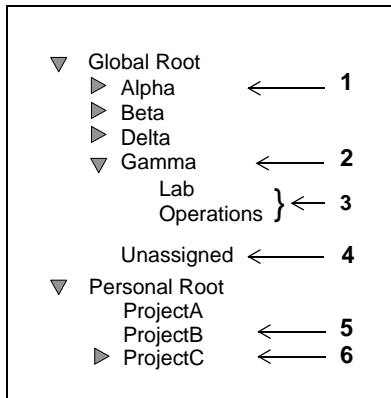 Global Root
Alpha 1
Beta
Delta
Gamma 2
Lab
Operations } 3
Unassigned 4
Personal Root
ProjectA
ProjectB 5
ProjectC 6